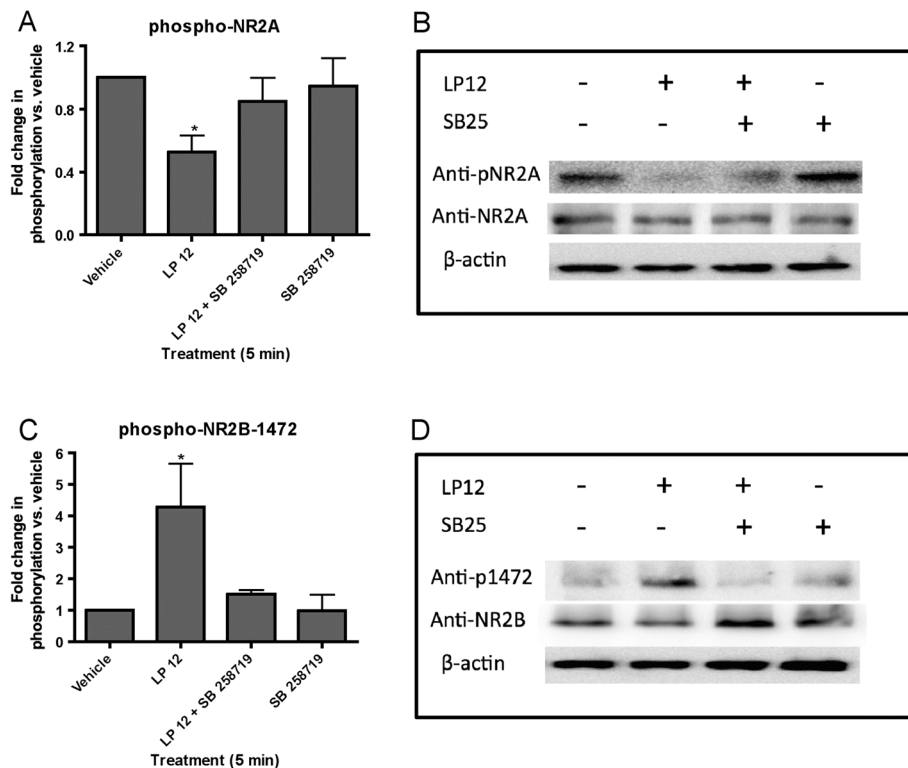 A
phospho-NR2A
Fold change in
phosphorylation vs. vehicle
1.2
0.8
0.4
0.0
*
Vehicle
LP 12
LP 12 + SB 258719
SB 258719
Treatment (5 min)
B
LP12 - + + -
SB25 - - + +
Anti-pNR2A
Anti-NR2A
β-actin
C
phospho-NR2B-1472
Fold change in
phosphorylation vs. vehicle
6
5
4
3
2
1
0
*
Vehicle
LP 12
LP 12 + SB 258719
SB 258719
Treatment (5 min)
D
LP12 - + + -
SB25 - - + +
Anti-p1472
Anti-NR2B
β-actin